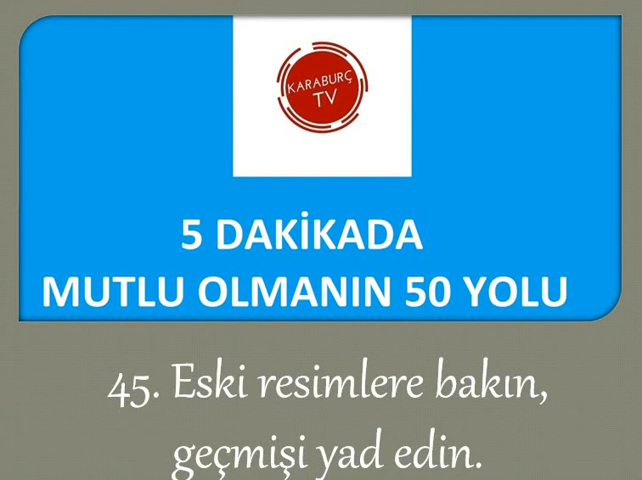 KARABURÇ
TV
5 DAKİKADA
MUTLU OLMANIN 50 YOLU
45. Eski resimlere bakın,
geçmişi yad edin.